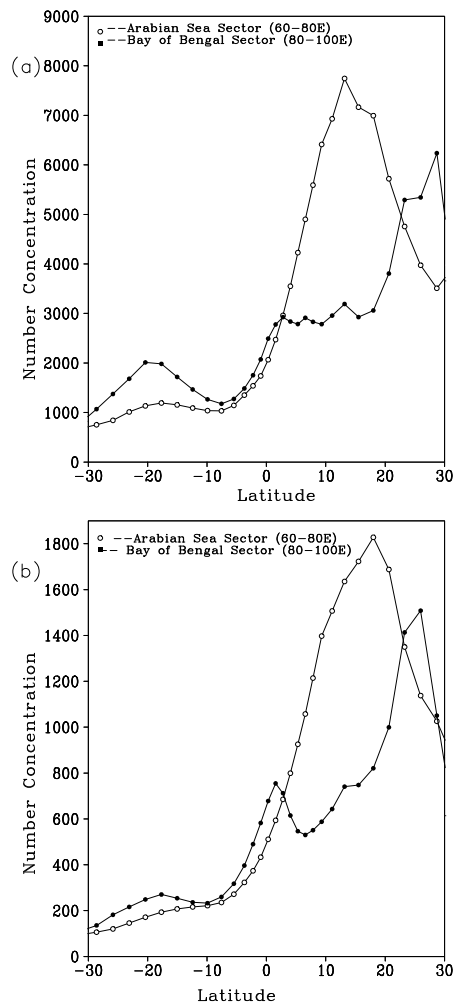 9000
Arabian Sea Sector (60-80E)
Bay of Bengal Sector (80-100E)
(a)
8000
7000
6000
5000
4000
3000
2000
1000
0
Number Concentration
-30 -20 -10 0 10 20 30
Latitude
Arabian Sea Sector (60-80E)
Bay of Bengal Sector (80-100E)
(b)
1800
1600
1400
1200
1000
800
600
400
200
0
Number Concentration
-30 -20 -10 0 10 20 30
Latitude